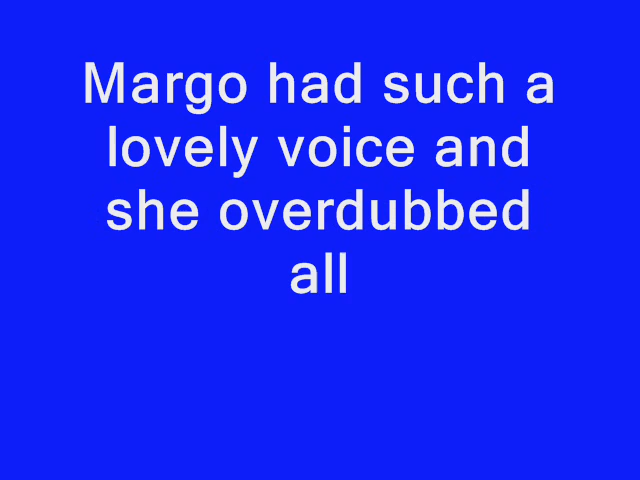 Margo had such a
lovely voice and
she overdubbed
all